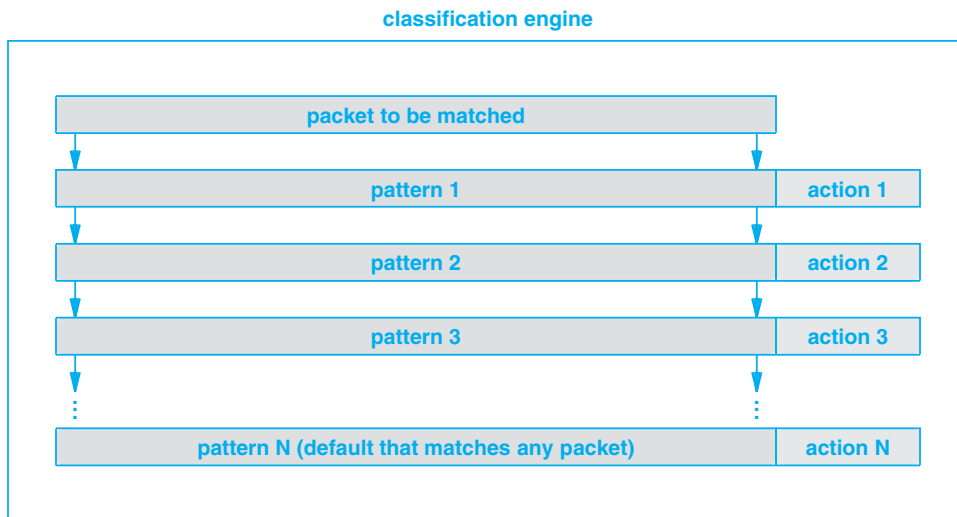 classification engine
packet to be matched
pattern 1 action 1
pattern 2 action 2
pattern 3 action 3
pattern N (default that matches any packet) action N